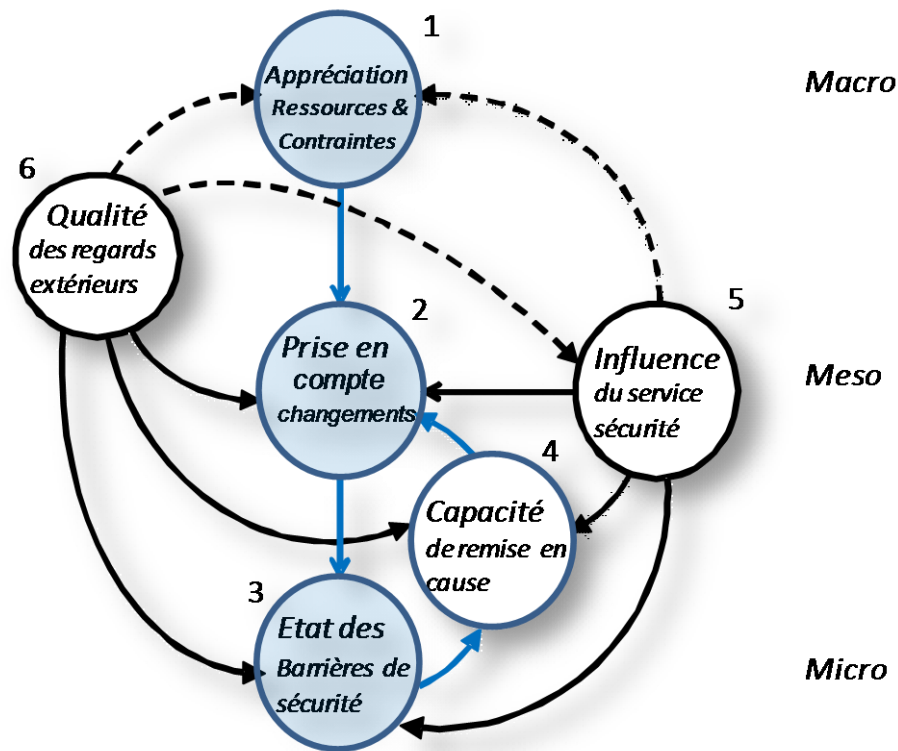 1
Appréciation
Ressources &
Contraintes
Macro
6
Qualité
des regards
extérieurs
2
Prise en
compte
changements
5
Influence
du service
sécurité
Meso
4
Capacité
de remise en
cause
3
Etat des
Barrières de
sécurité
Micro